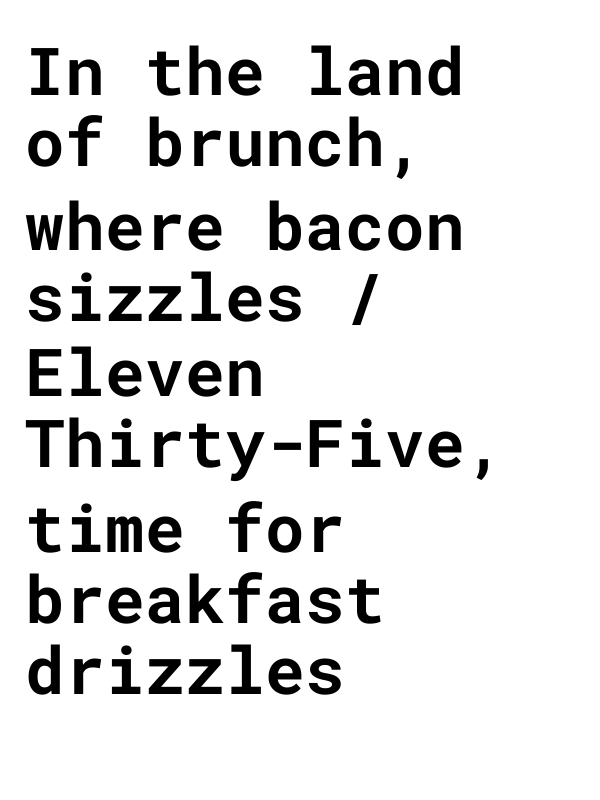 In the land
of brunch,
where bacon
sizzles /
Eleven
Thirty-Five,
time for
breakfast
drizzles